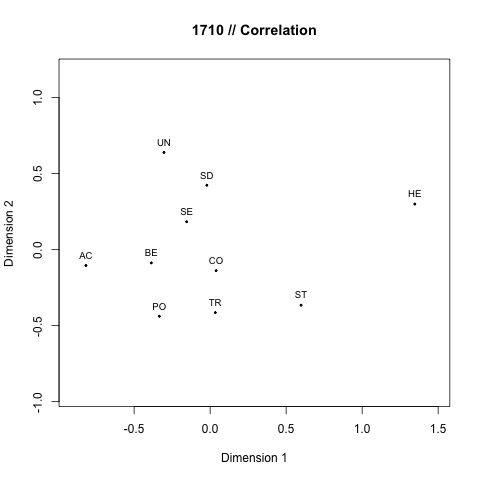 1710 // Correlation
Dimension 2
1.0
0.5
0.0
-0.5
-1.0
UN
SD
HE
SE
AC
BE
CO
ST
PO
TR
-0.5
0.0
0.5
1.0
1.5
Dimension 1